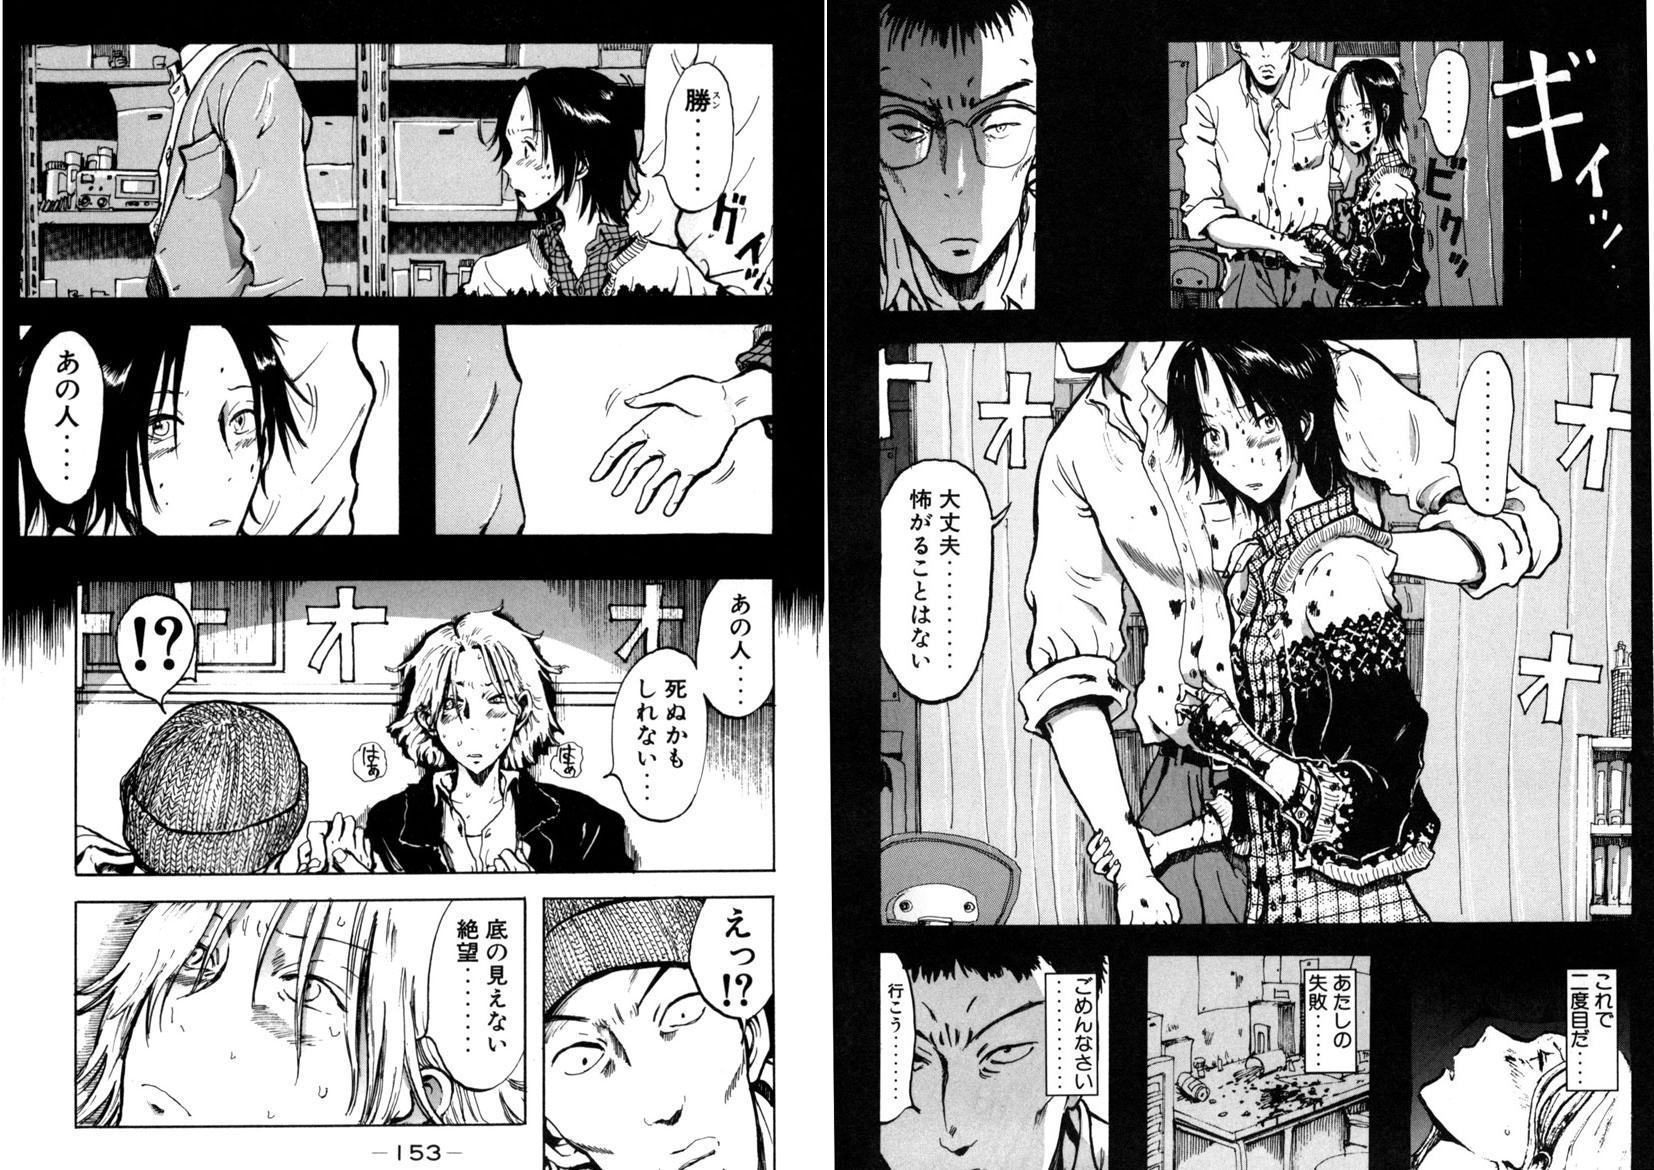 ギィッ
‥‥‥
ビクッ
‥‥‥‥
オ
オ
オ
オ
大丈夫‥‥‥‥
怖がることはない
これで
二度目だ‥‥
あたしの
失敗‥‥
ごめんなさい
‥‥‥‥
行こう‥‥‥
勝‥‥‥‥
スン
グイッ
あの人‥‥
あの人‥‥
死ぬかも
しれない‥‥
オ
オ
オ
はぁ
はぁ
!?
えっ!?
底の見えない
絶望‥‥‥‥
—153—